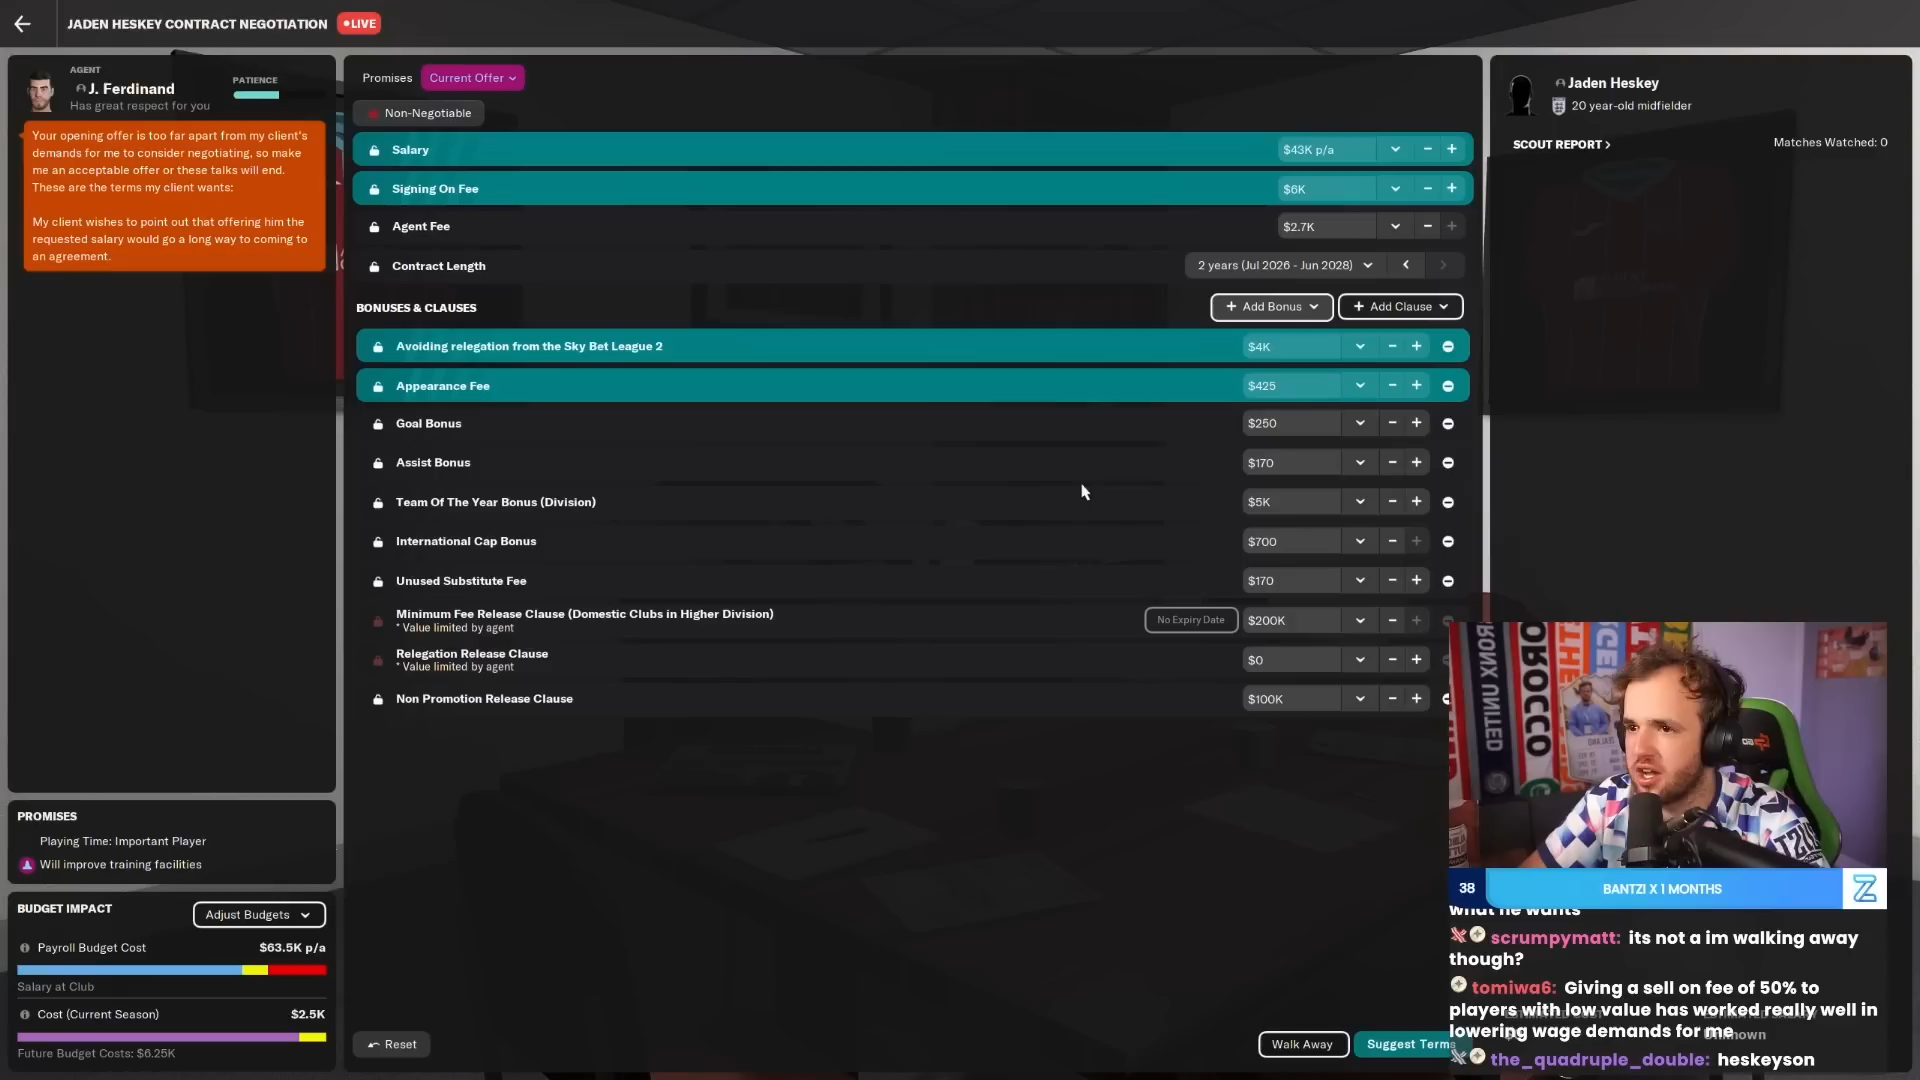 JADEN HESKEY CONTRACT NEGOTIATION
LIVE
AGENT
J. Ferdinand
Has great respect for you
PATIENCE
Your opening offer is too far apart from my client's
demands for me to consider negotiating, so make
me an acceptable offer or these talks will end.
These are the terms my client wants:
My client wishes to point out that offering him the
requested salary would go a long way to coming to
an agreement.
PROMISES
Playing Time: Important Player
Will improve training facilities
BUDGET IMPACT
Adjust Budgets
Payroll Budget Cost $63.5K p/a
Salary at Club
Cost (Current Season) $2.5K
Future Budget Costs: $6.25K
Promises Current Offer
Non-Negotiable
Salary $43K p/a
Signing On Fee $6K
Agent Fee $2.7K
Contract Length 2 years (Jul 2026 - Jun 2028)
BONUSES & CLAUSES + Add Bonus + Add Clause
Avoiding relegation from the Sky Bet League 2 $4K
Appearance Fee $425
Goal Bonus $250
Assist Bonus $170
Team Of The Year Bonus (Division) $5K
International Cap Bonus $700
Unused Substitute Fee $170
Minimum Fee Release Clause (Domestic Clubs in Higher Division) No Expiry Date $200K
* Value limited by agent
Relegation Release Clause $0
* Value limited by agent
Non Promotion Release Clause $100K
Reset
Walk Away
Suggest Terms
Jaden Heskey
20 year-old midfielder
SCOUT REPORT
Matches Watched: 0
BRONX UNITED
OROCCO
38
BANTZI X 1 MONTHS
what he wants
scrumpymatt: its not a im walking away
though?
tomiwa6: Giving a sell on fee of 50% to
players with low value has worked really well in
lowering wage demands for me
Unknown
the_quadruple_double: heskeyson